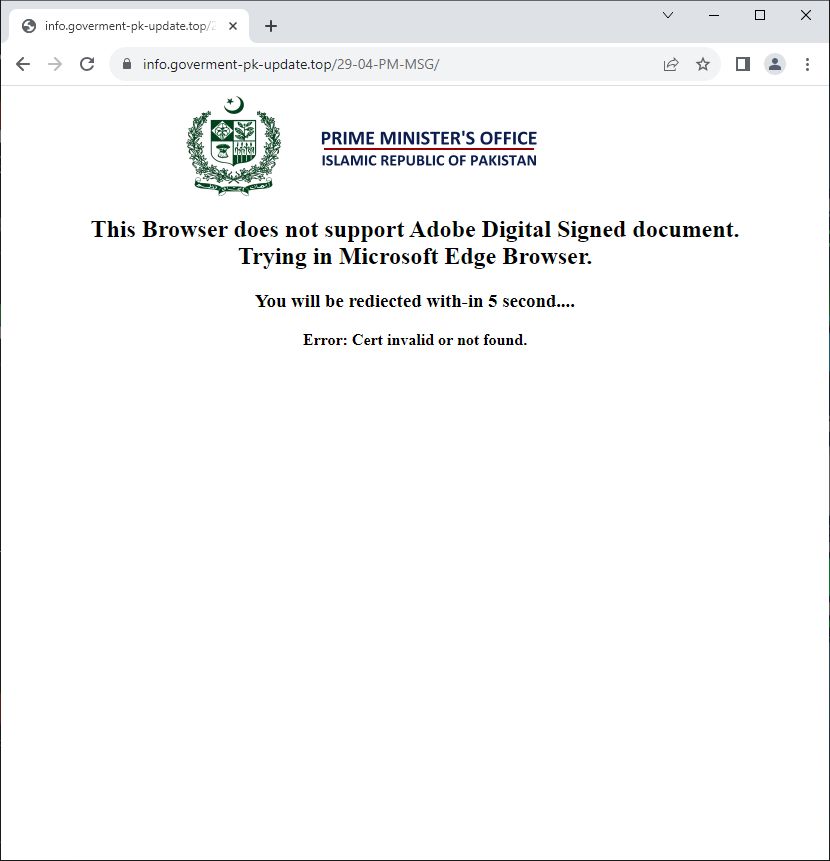 info.goverment-pk-update.top/2
info.goverment-pk-update.top/29-04-PM-MSG/
PRIME MINISTER'S OFFICE
ISLAMIC REPUBLIC OF PAKISTAN
This Browser does not support Adobe Digital Signed document.
Trying in Microsoft Edge Browser.
You will be rediected with-in 5 second....
Error: Cert invalid or not found.